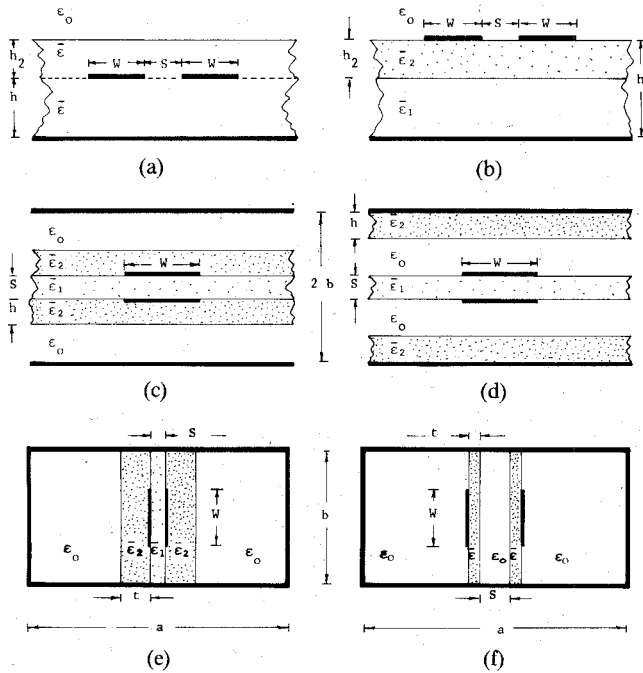 ε₀ W S W
h₂ ε̄
h ε̄
(a)
ε₀ W S W
h₂ ε̄₂ h
ε̄₁
(b)
ε₀
ε̄₂ W
S ε̄₁
h ε̄₂
ε₀
2 b
(c)
h ε̄₂
ε₀ W
S ε̄₁
ε₀
ε̄₂
(d)
S
W b
ε₀ ε̄₂ ε̄₁ ε̄₂ ε₀
t
a
(e)
t
W
ε₀ ε̄ ε₀ ε̄ ε₀
S
a
(f)